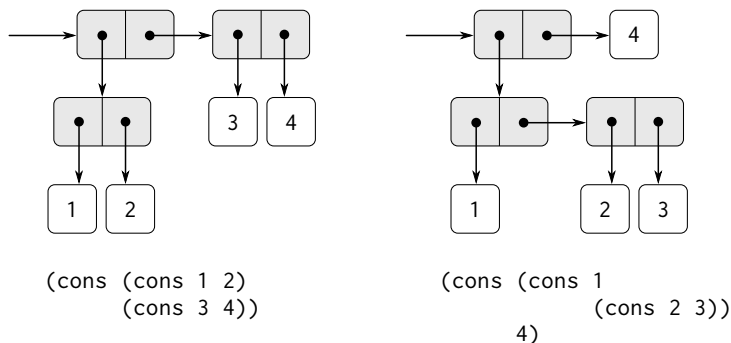 4
3 4
1 2
1 2 3
(cons (cons 1 2)
(cons 3 4))
(cons (cons 1
(cons 2 3))
4)